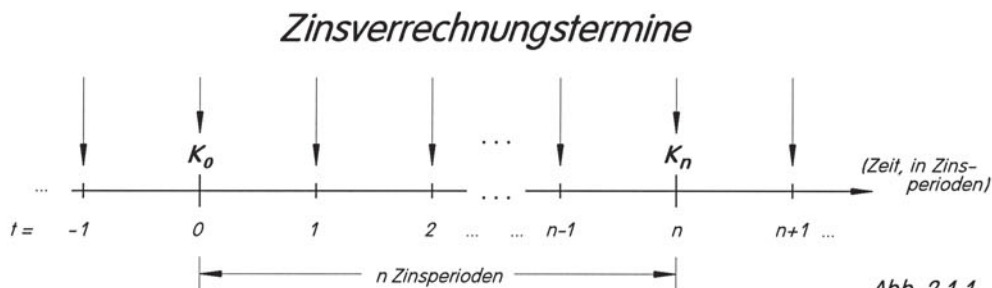 Zinsverrechnungstermine
...
K₀ Kₙ (Zeit, in Zins-
perioden)
... ...
t = -1 0 1 2 ... ... n-1 n n+1 ...
n Zinsperioden
Abb. 2.1.1